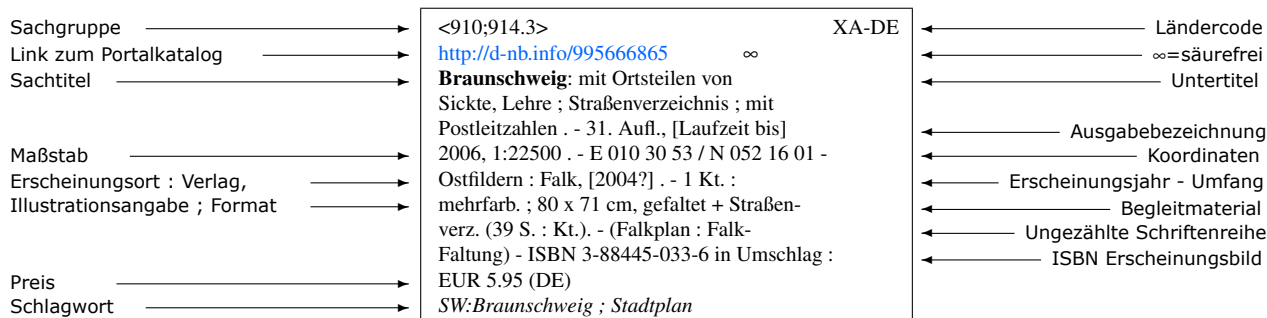 Sachgruppe <910;914.3> XA-DE Ländercode
Link zum Portalkatalog http://d-nb.info/995666865 ∞ ∞=säurefrei
Sachtitel Braunschweig: mit Ortsteilen von Untertitel
Sickte, Lehre ; Straßenverzeichnis ; mit
Postleitzahlen . - 31. Aufl., [Laufzeit bis] Ausgabebezeichnung
Maßstab 2006, 1:22500 . - E 010 30 53 / N 052 16 01 - Koordinaten
Erscheinungsort : Verlag, Ostfildern : Falk, [2004?] . - 1 Kt. : Erscheinungsjahr - Umfang
Illustrationsangabe ; Format mehrfarb. ; 80 x 71 cm, gefaltet + Straßen- Begleitmaterial
verz. (39 S. : Kt.). - (Falkplan : Falk- Ungezählte Schriftenreihe
Faltung) - ISBN 3-88445-033-6 in Umschlag : ISBN Erscheinungsbild
Preis EUR 5.95 (DE)
Schlagwort SW:Braunschweig ; Stadtplan